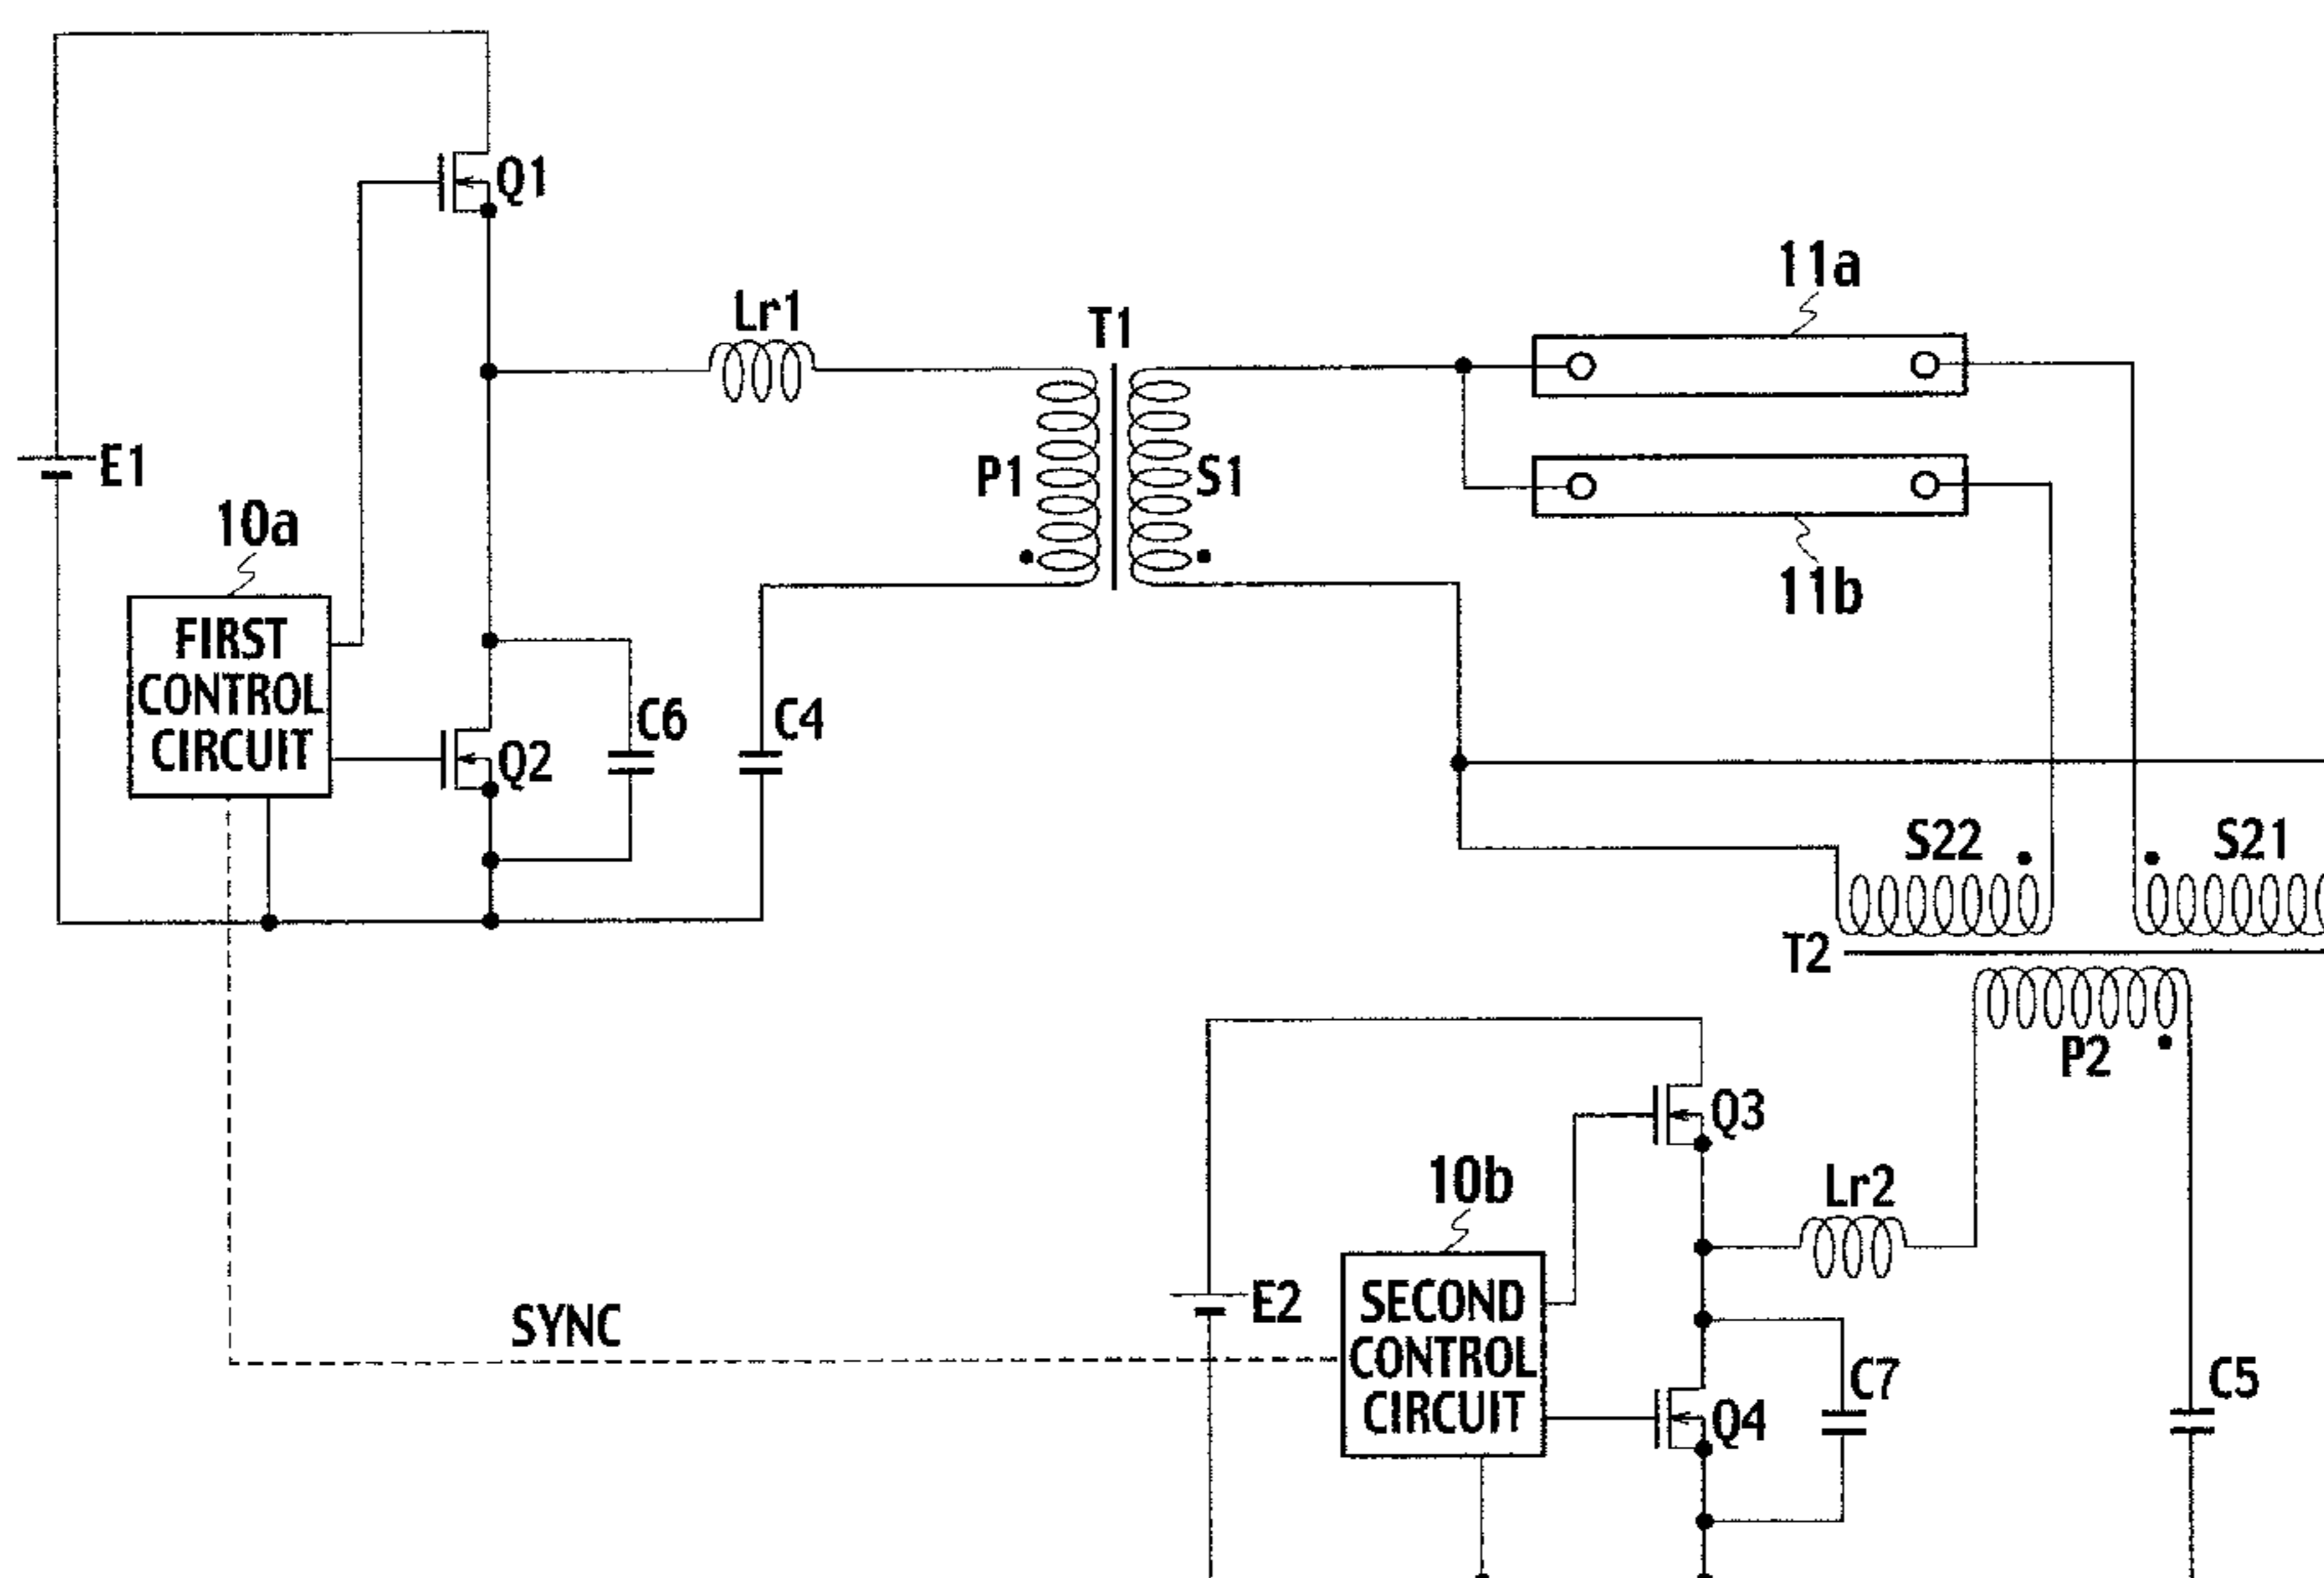 Q1
11a
Lr1
T1
E1
P1
S1
10a
11b
FIRST
CONTROL
CIRCUIT
C6
C4
Q2
S22
S21
T2
P2
Q3
10b
Lr2
E2
SECOND
CONTROL
CIRCUIT
SYNC
C7
C5
Q4